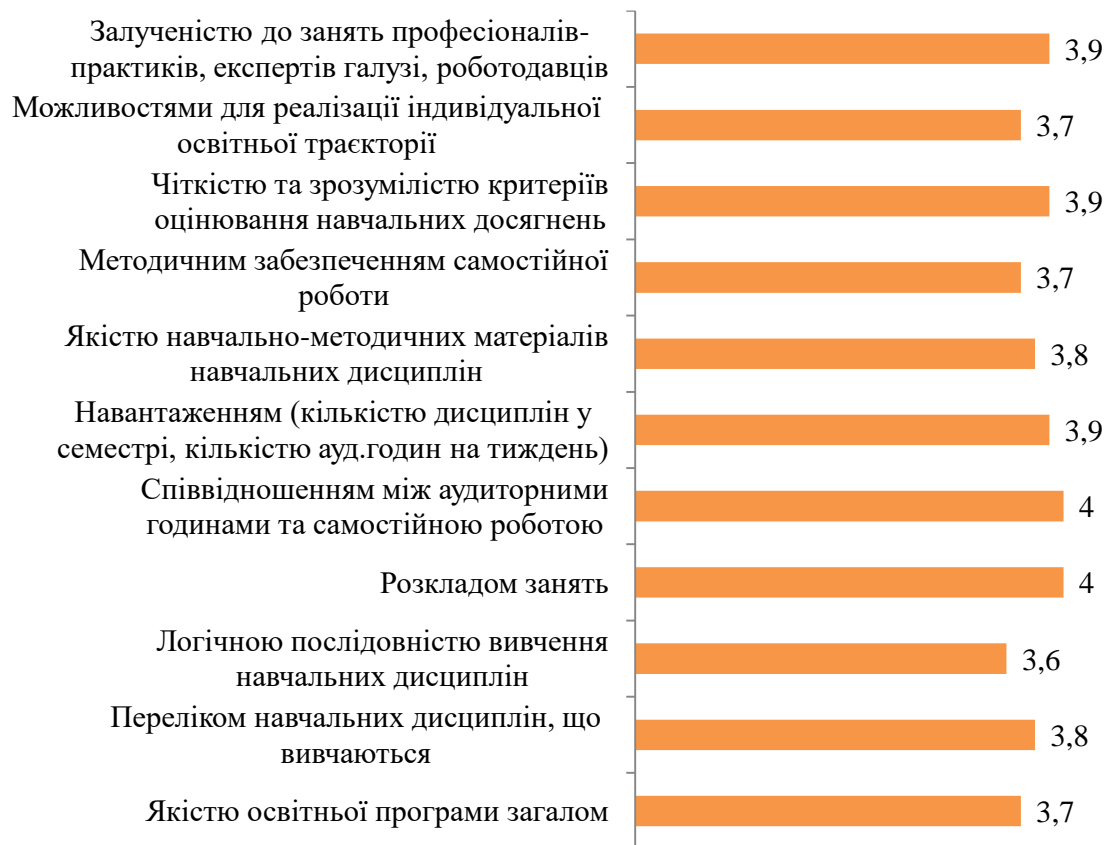 Залученістю до занять професіоналів-
практиків, експертів галузі, роботодавців
3,9
Можливостями для реалізації індивідуальної
освітньої траєкторії
3,7
Чіткістю та зрозумілістю критеріїв
оцінювання навчальних досягнень
3,9
Методичним забезпеченням самостійної
роботи
3,7
Якістю навчально-методичних матеріалів
навчальних дисциплін
3,8
Навантаженням (кількістю дисциплін у
семестрі, кількістю ауд.годин на тиждень)
3,9
Співвідношенням між аудиторними
годинами та самостійною роботою
4
Розкладом занять
4
Логічною послідовністю вивчення
навчальних дисциплін
3,6
Переліком навчальних дисциплін, що
вивчаються
3,8
Якістю освітньої програми загалом
3,7